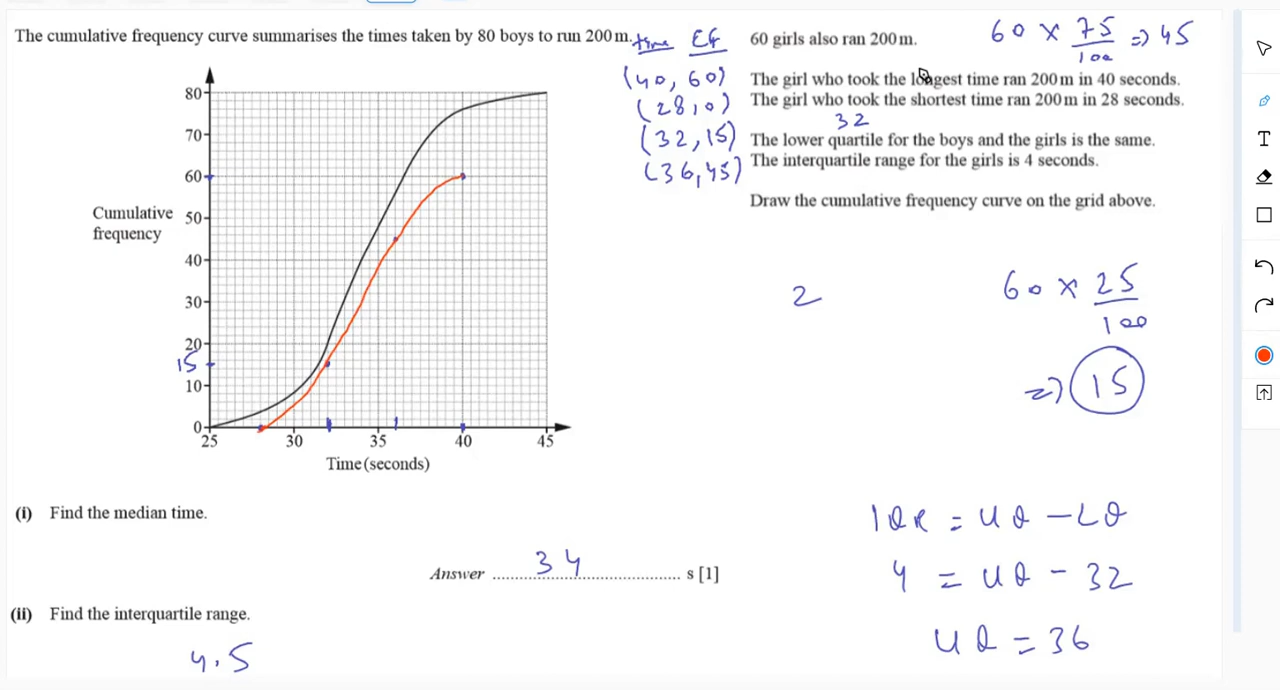 The cumulative frequency curve summarises the times taken by 80 boys to run 200 m.
80
70
60
Cumulative 50
frequency
40
30
20
15
10
0
25 30 35 40 45
Time (seconds)
time Cf
(40, 60)
(28, 0)
(32, 15)
(36, 45)
60 girls also ran 200 m.
60 × 75/100 => 45
The girl who took the longest time ran 200 m in 40 seconds.
The girl who took the shortest time ran 200 m in 28 seconds.
32
The lower quartile for the boys and the girls is the same.
The interquartile range for the girls is 4 seconds.
Draw the cumulative frequency curve on the grid above.
2
60 × 25/100
=> 15
(i) Find the median time.
Answer ............ 34 ............ s [1]
(ii) Find the interquartile range.
4.5
IQR = UQ - LQ
4 = UQ - 32
UQ = 36
T